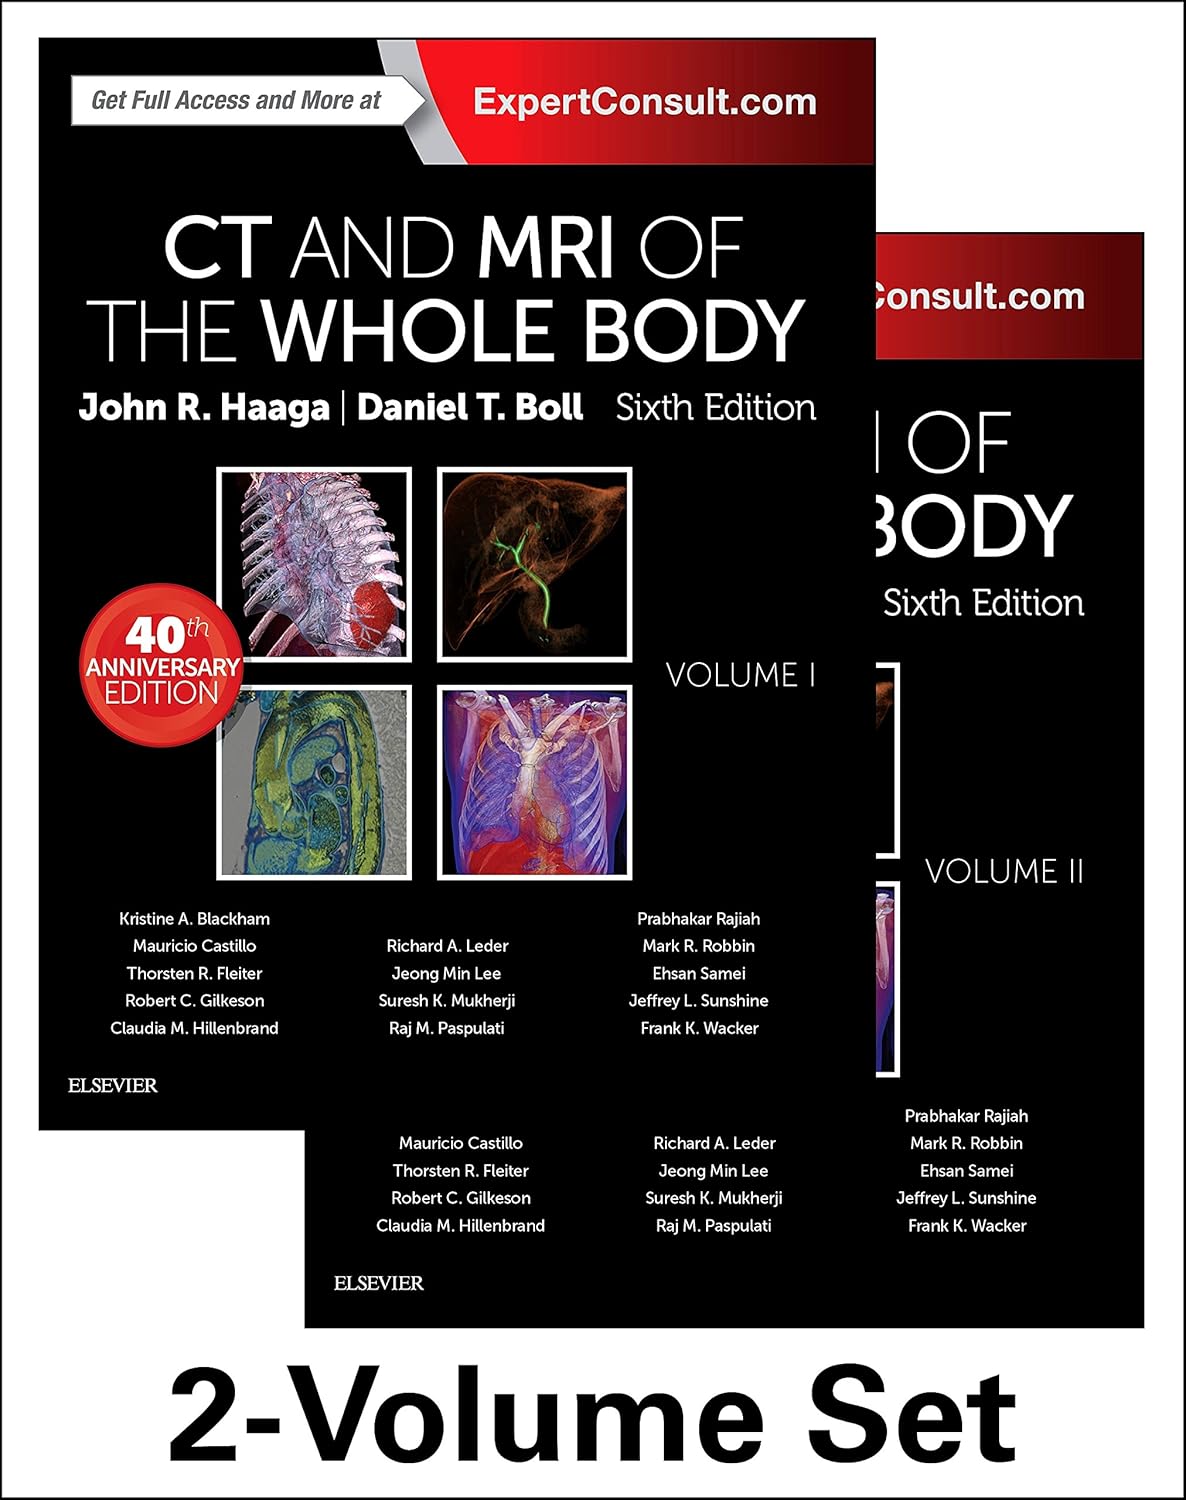 Get Full Access and More at
ExpertConsult.com
CT AND MRI OF
THE WHOLE BODY
John R. Haaga | Daniel T. Boll Sixth Edition
40th
ANNIVERSARY
EDITION
VOLUME I
Kristine A. Blackham
Mauricio Castillo
Thorsten R. Fleiter
Robert C. Gilkeson
Claudia M. Hillenbrand
Richard A. Leder
Jeong Min Lee
Suresh K. Mukherji
Raj M. Paspulati
Prabhakar Rajiah
Mark R. Robbin
Ehsan Samei
Jeffrey L. Sunshine
Frank K. Wacker
ELSEVIER
Consult.com
I OF
BODY
Sixth Edition
VOLUME II
Mauricio Castillo
Thorsten R. Fleiter
Robert C. Gilkeson
Claudia M. Hillenbrand
Richard A. Leder
Jeong Min Lee
Suresh K. Mukherji
Raj M. Paspulati
Prabhakar Rajiah
Mark R. Robbin
Ehsan Samei
Jeffrey L. Sunshine
Frank K. Wacker
ELSEVIER
2-Volume Set